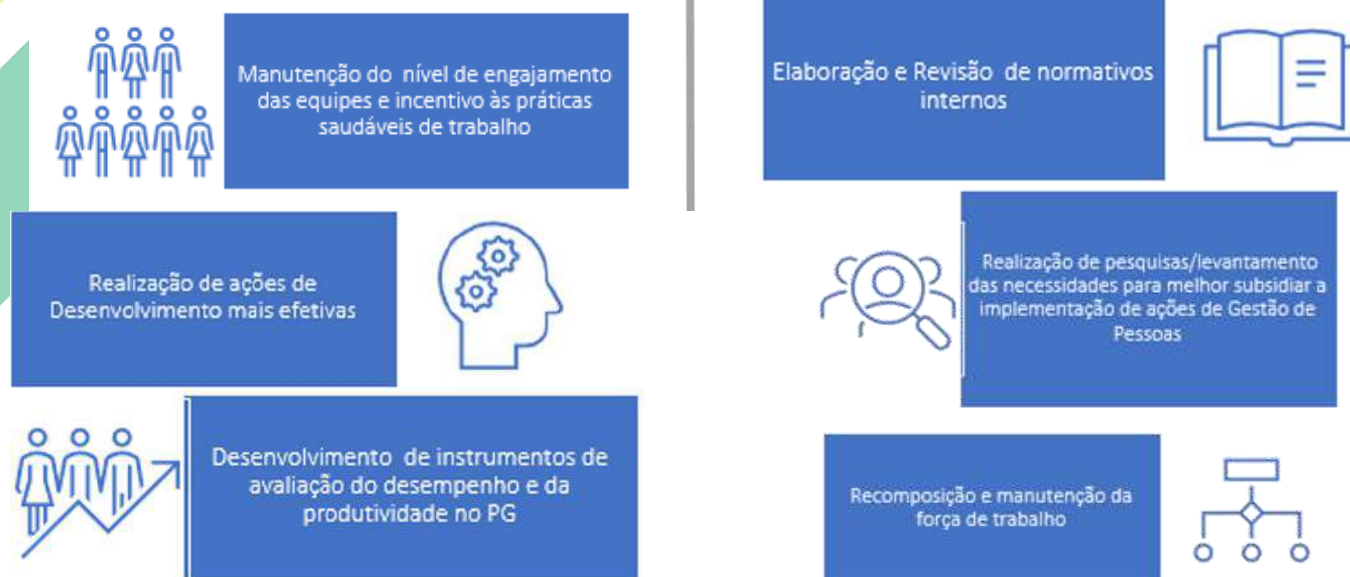 Manutenção do nível de engajamento
das equipes e incentivo às práticas
saudáveis de trabalho
Realização de ações de
Desenvolvimento mais efetivas
Desenvolvimento de instrumentos de
avaliação do desempenho e da
produtividade no PG
Elaboração e Revisão de normativos
internos
Realização de pesquisas/levantamento
das necessidades para melhor subsidiar a
implementação de ações de Gestão de
Pessoas
Recomposição e manutenção da
força de trabalho